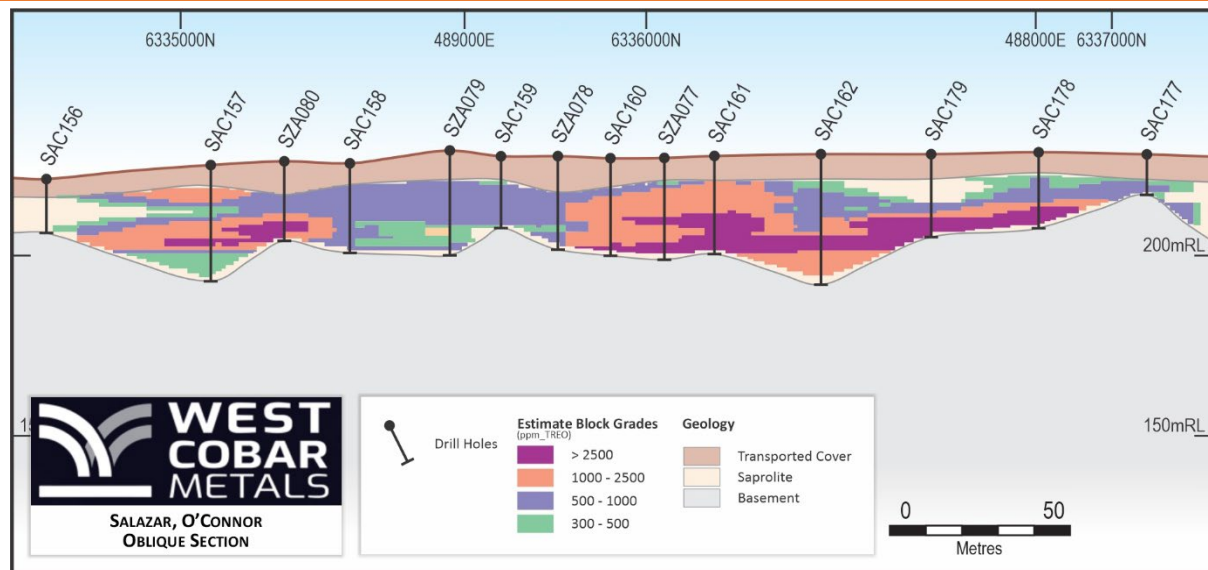 6335000N
489000E
6336000N
488000E
6337000N
SAC156
SAC157
SZA080
SAC158
SZA079
SAC159
SZA078
SAC160
SZA077
SAC161
SAC162
SAC179
SAC178
SAC177
200mRL
15
150mRL
WEST
COBAR
METALS
SALAZAR, O'CONNOR
OBLIQUE SECTION
Drill Holes
Estimate Block Grades
(ppm_TREO)
> 2500
1000 - 2500
500 - 1000
300 - 500
Geology
Transported Cover
Saprolite
Basement
0
50
Metres